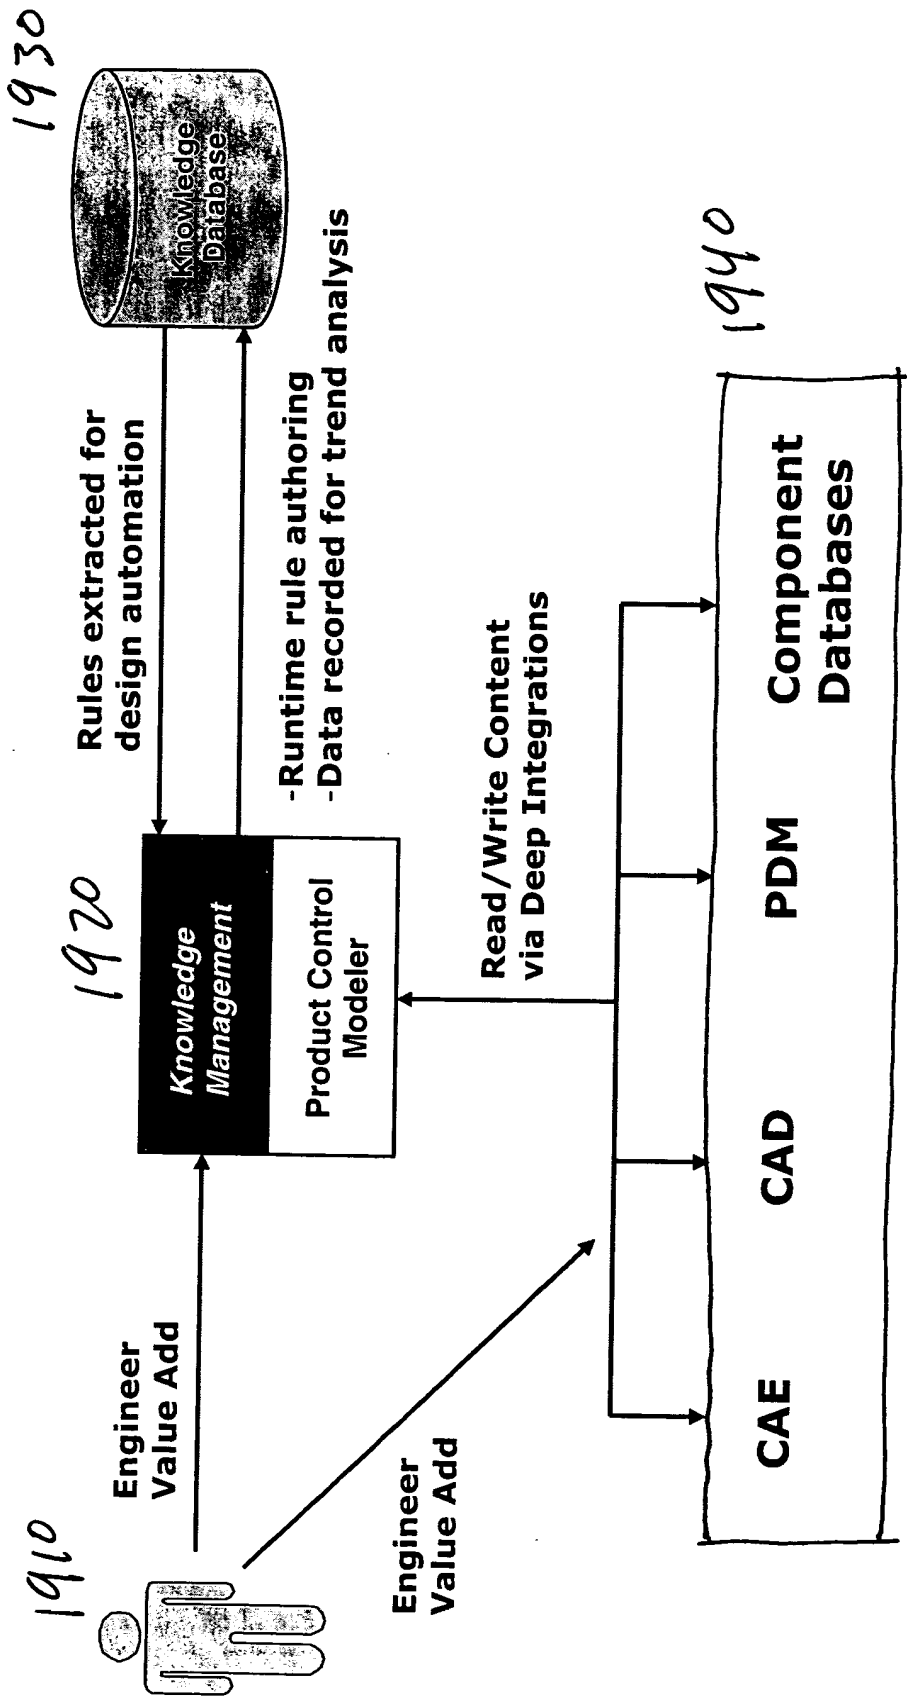 1910
Engineer
Value Add
Engineer
Value Add
1920
Knowledge
Management
Product Control
Modeler
Rules extracted for
design automation
-Runtime rule authoring
-Data recorded for trend analysis
1930
Knowledge
Database
Read/Write Content
via Deep Integrations
1940
CAE
CAD
PDM
Component
Databases